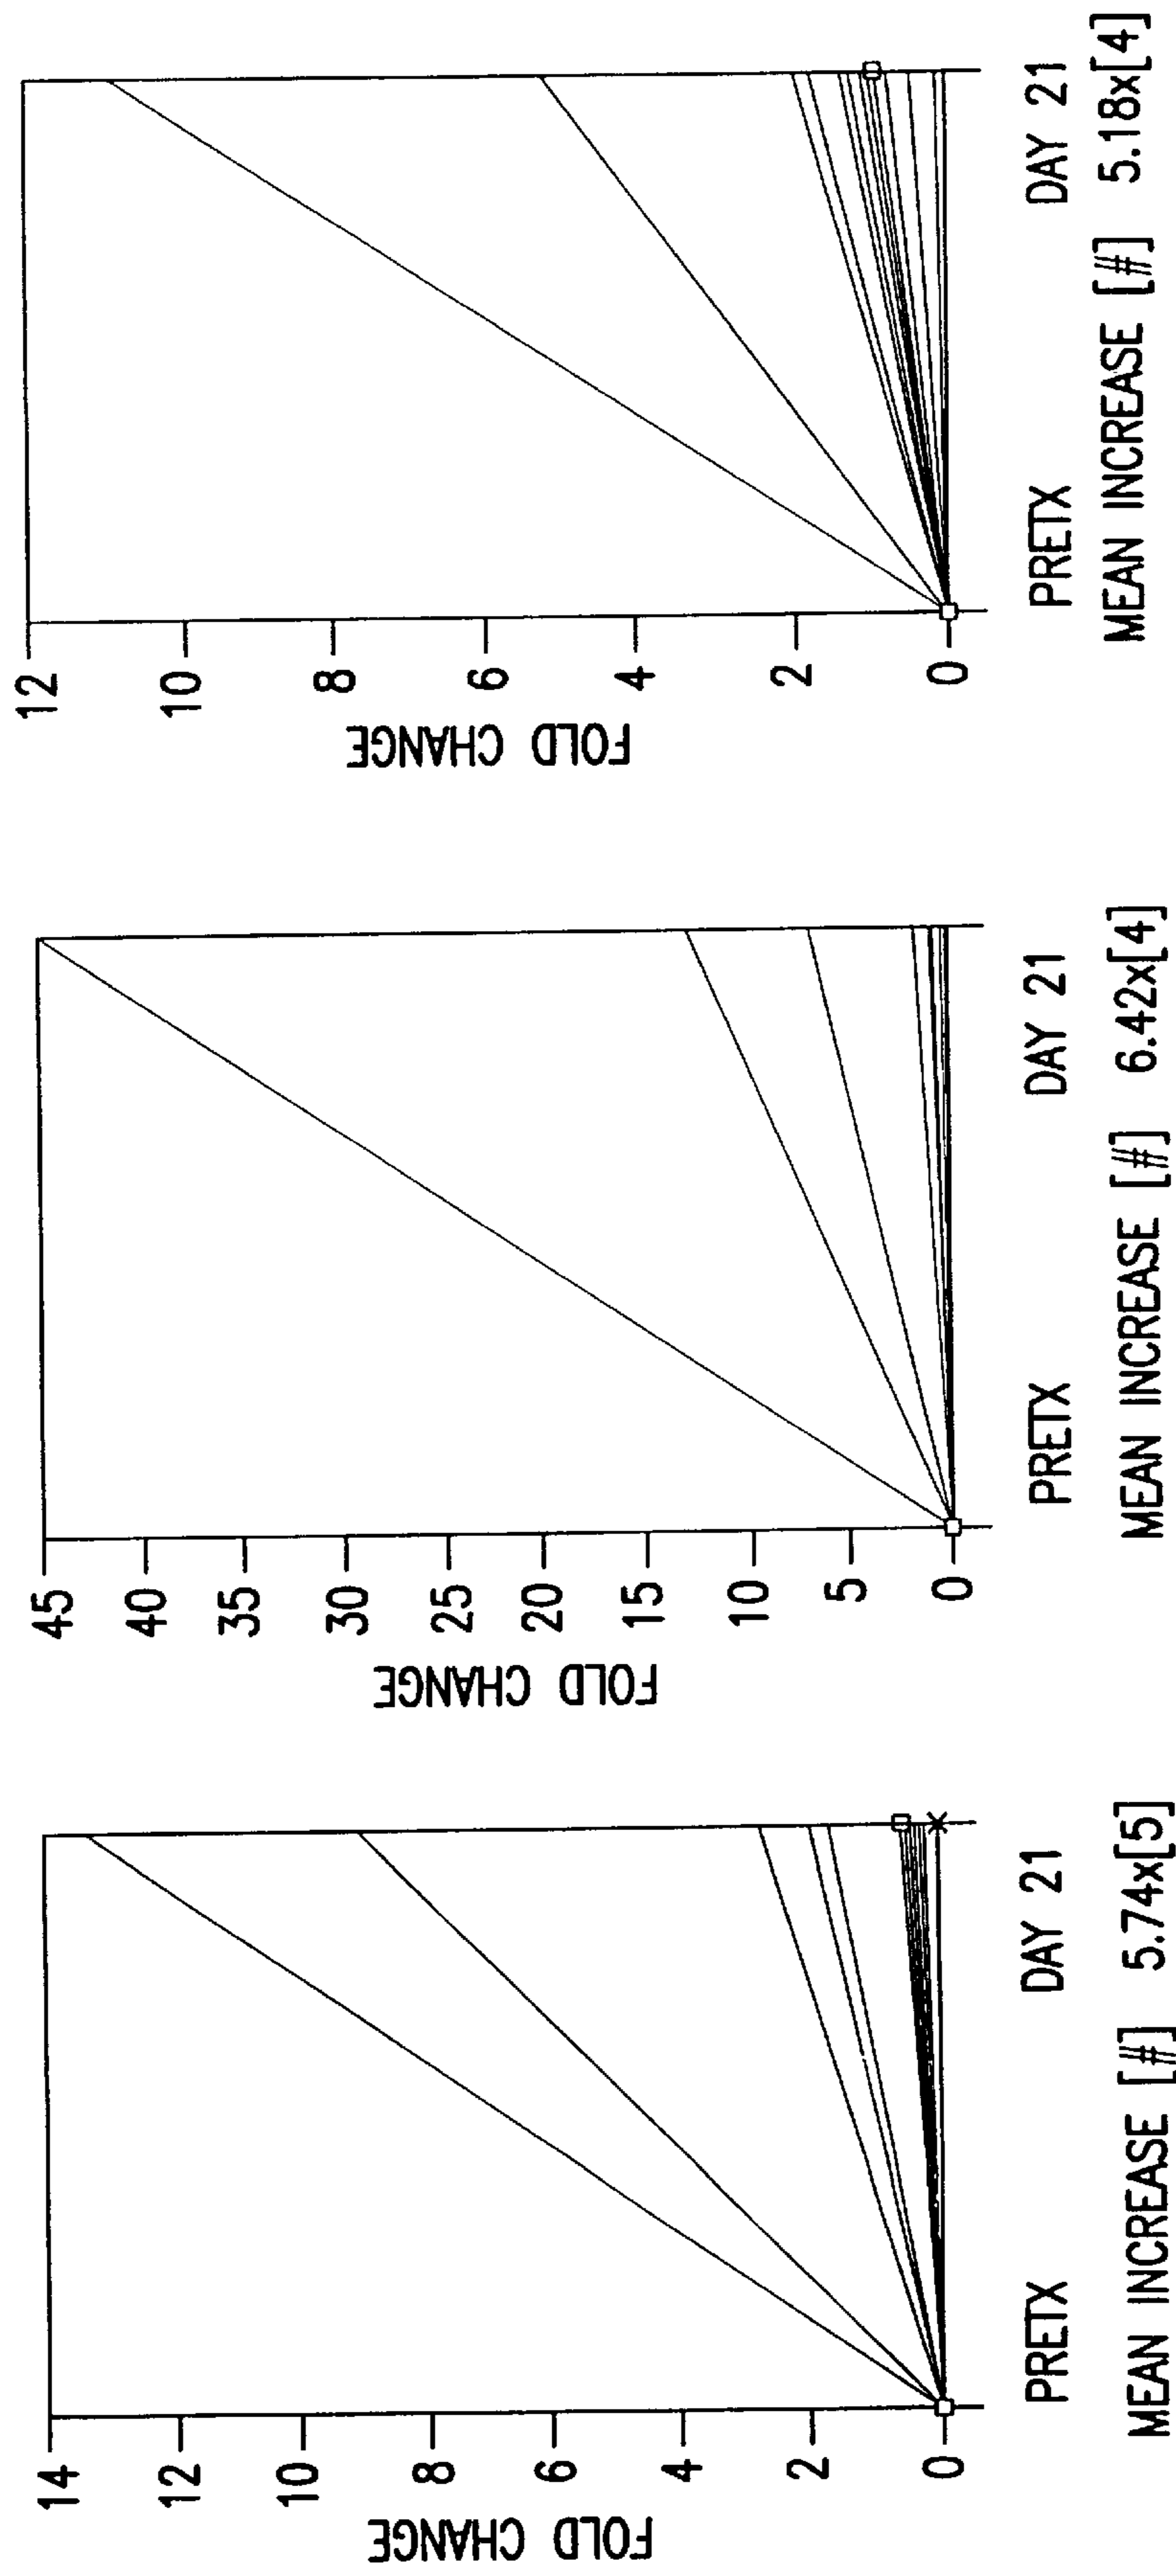 FOLD CHANGE
14
12
10
8
6
4
2
0
PRETX DAY 21
MEAN INCREASE [#] 5.74x[5]
FOLD CHANGE
45
40
35
30
25
20
15
10
5
0
PRETX DAY 21
MEAN INCREASE [#] 6.42x[4]
FOLD CHANGE
12
10
8
6
4
2
0
PRETX DAY 21
MEAN INCREASE [#] 5.18x[4]